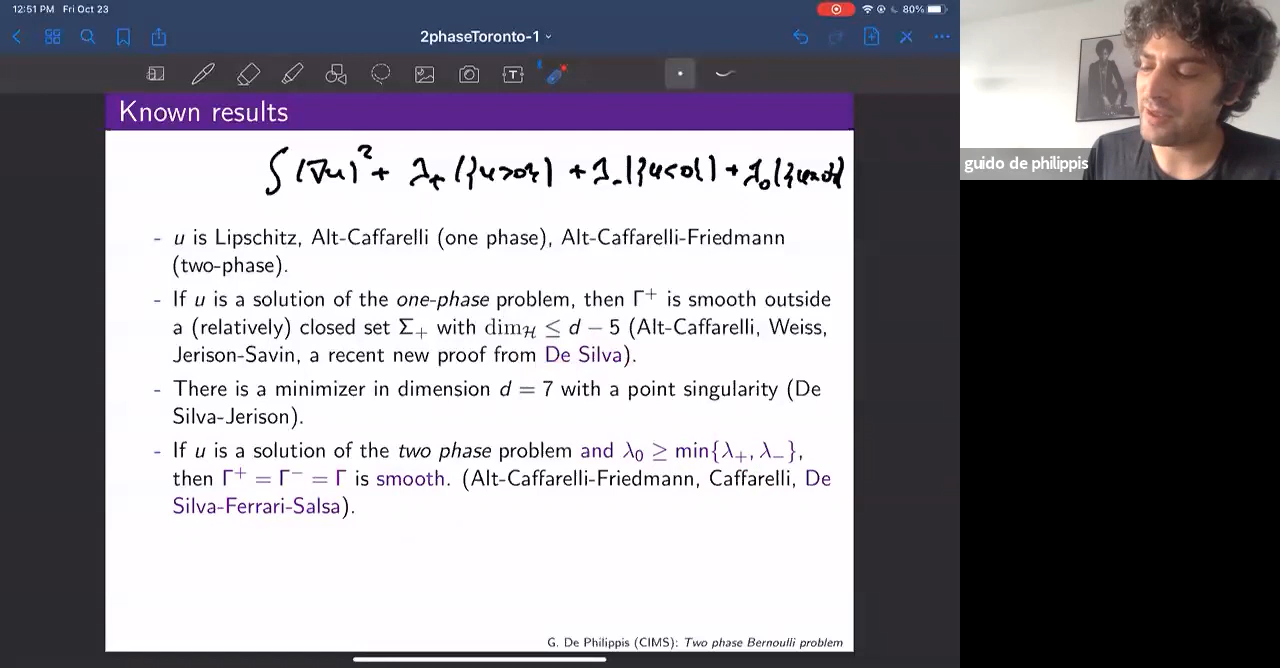 12:51 PM Fri Oct 23
80%
2phaseToronto-1
T
Known results
∫ |∇u|² + λ₊ |{u>0}| + λ₋ |{u<0}| + λ₀ |{u=0}|
- u is Lipschitz, Alt-Caffarelli (one phase), Alt-Caffarelli-Friedmann
(two-phase).
- If u is a solution of the one-phase problem, then Γ⁺ is smooth outside
a (relatively) closed set Σ₊ with dim_ℋ ≤ d − 5 (Alt-Caffarelli, Weiss,
Jerison-Savin, a recent new proof from De Silva).
- There is a minimizer in dimension d = 7 with a point singularity (De
Silva-Jerison).
- If u is a solution of the two phase problem and λ₀ ≥ min{λ₊, λ₋},
then Γ⁺ = Γ⁻ = Γ is smooth. (Alt-Caffarelli-Friedmann, Caffarelli, De
Silva-Ferrari-Salsa).
G. De Philippis (CIMS): Two phase Bernoulli problem
guido de philippis